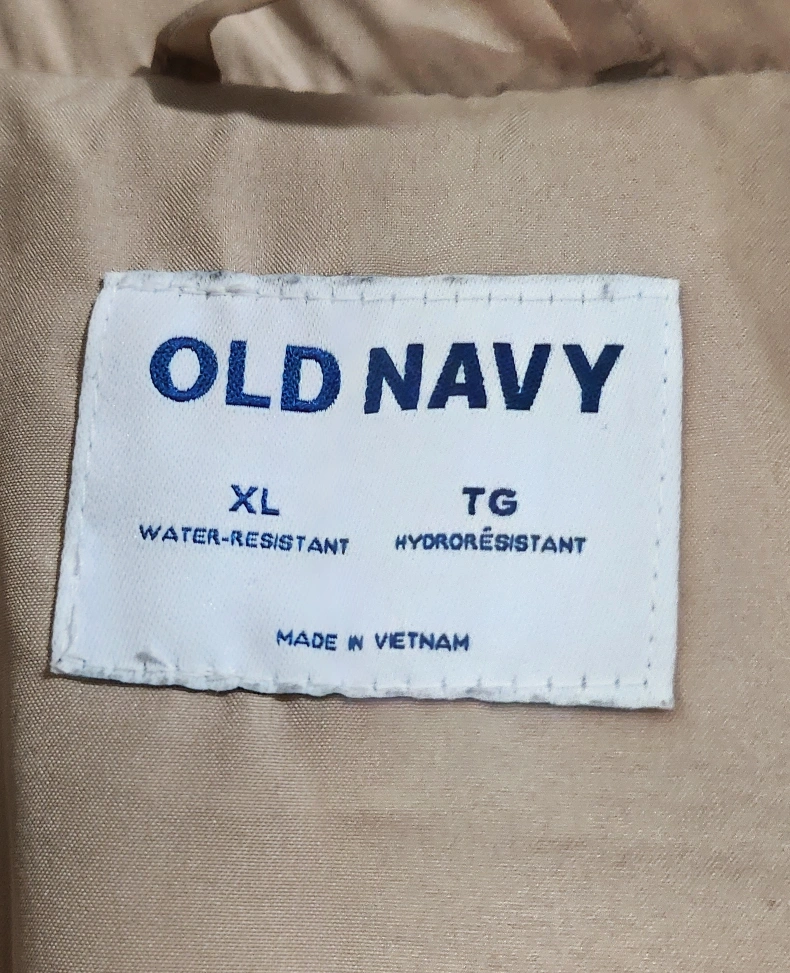 OLD NAVY
XL TG
WATER-RESISTANT HYDRORÉSISTANT
MADE IN VIETNAM